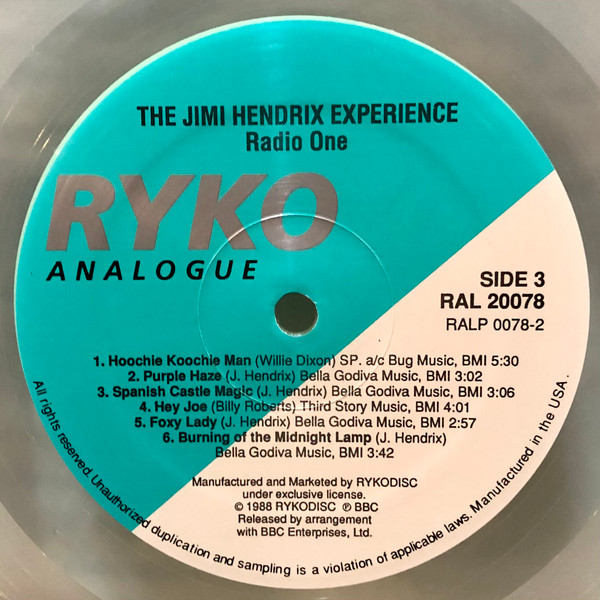 THE JIMI HENDRIX EXPERIENCE
Radio One
RYKO
ANALOGUE
SIDE 3
RAL 20078
RALP 0078-2
1. Hoochie Koochie Man (Willie Dixon) SP. a/c Bug Music, BMI 5:30
2. Purple Haze (J. Hendrix) Bella Godiva Music, BMI 3:02
3. Spanish Castle Magic (J. Hendrix) Bella Godiva Music, BMI 3:06
4. Hey Joe (Billy Roberts) Third Story Music, BMI 4:01
5. Foxy Lady (J. Hendrix) Bella Godiva Music, BMI 2:57
6. Burning of the Midnight Lamp (J. Hendrix)
Bella Godiva Music, BMI 3:42
Manufactured and Marketed by RYKODISC
under exclusive license.
© 1988 RYKODISC ℗ BBC
Released by arrangement
with BBC Enterprises, Ltd.
All rights reserved. Unauthorized duplication and sampling is a violation of applicable laws. Manufactured in the USA.